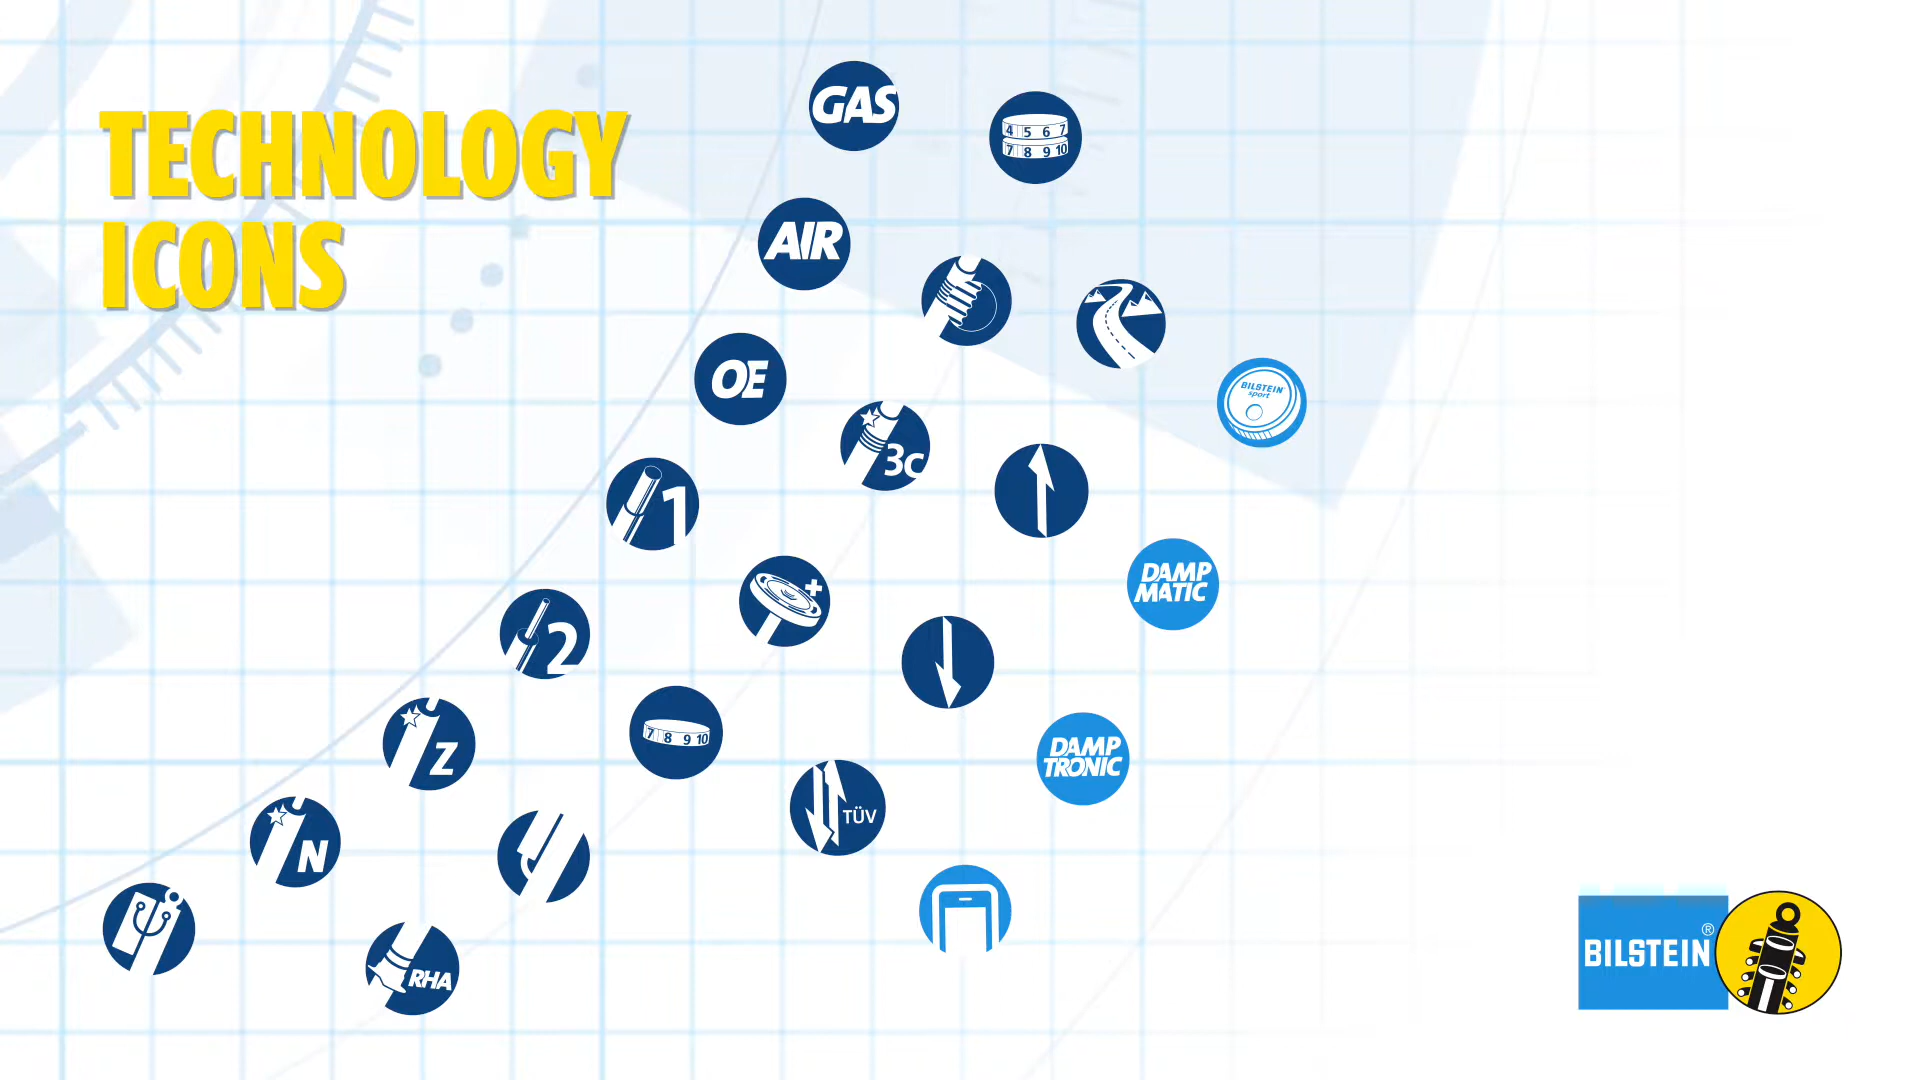 TECHNOLOGY
ICONS
GAS
4 5 6 7
7 8 9 10
AIR
OE
BILSTEIN
sport
3C
1
DAMP
MATIC
+
2
Z
7 8 9 10
DAMP
TRONIC
TÜV
N
RHA
BILSTEIN®